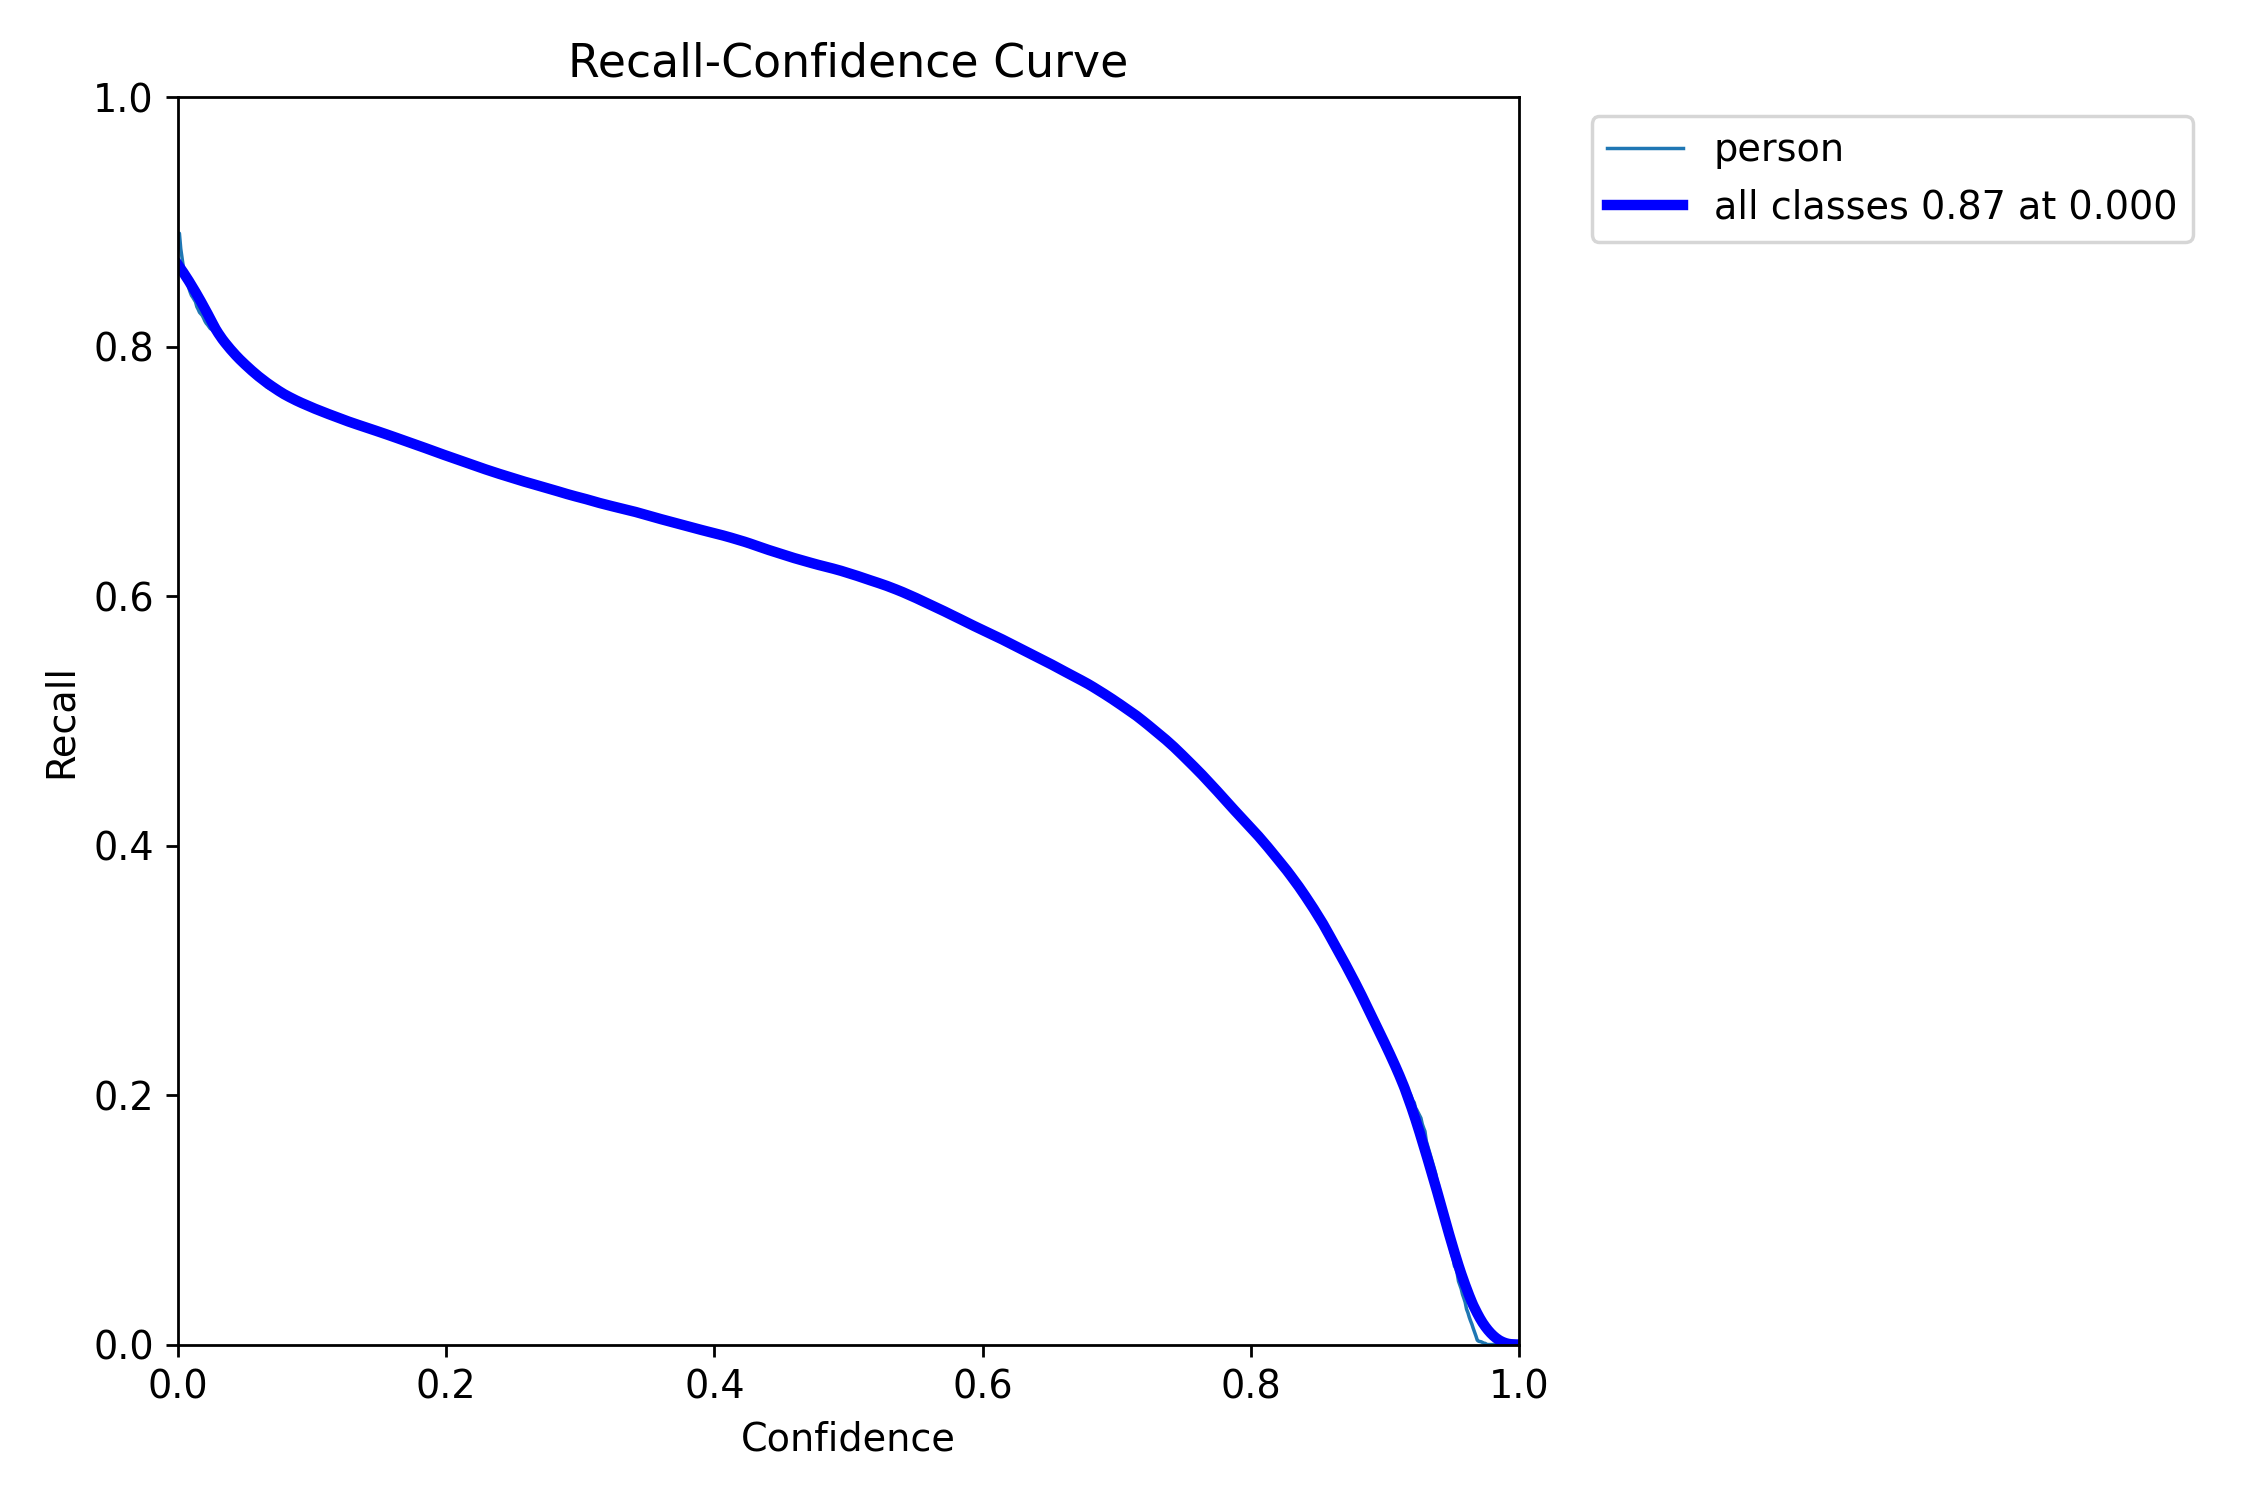 Recall-Confidence Curve
1.0
0.8
0.6
0.4
0.2
0.0
Recall
0.0 0.2 0.4 0.6 0.8 1.0
Confidence
person
all classes 0.87 at 0.000